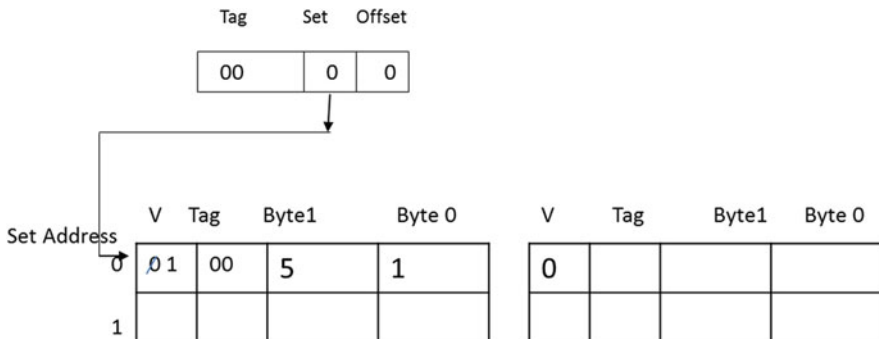 Tag Set Offset
00 0 0
V Tag Byte1 Byte 0 V Tag Byte1 Byte 0
Set Address
0 0 1 00 5 1 0
1